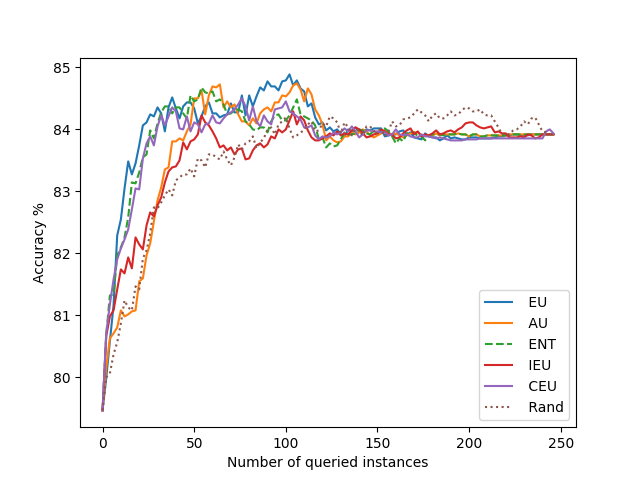 85
84
83
82
81
80
Accuracy %
0 50 100 150 200 250
Number of queried instances
EU
AU
ENT
IEU
CEU
Rand